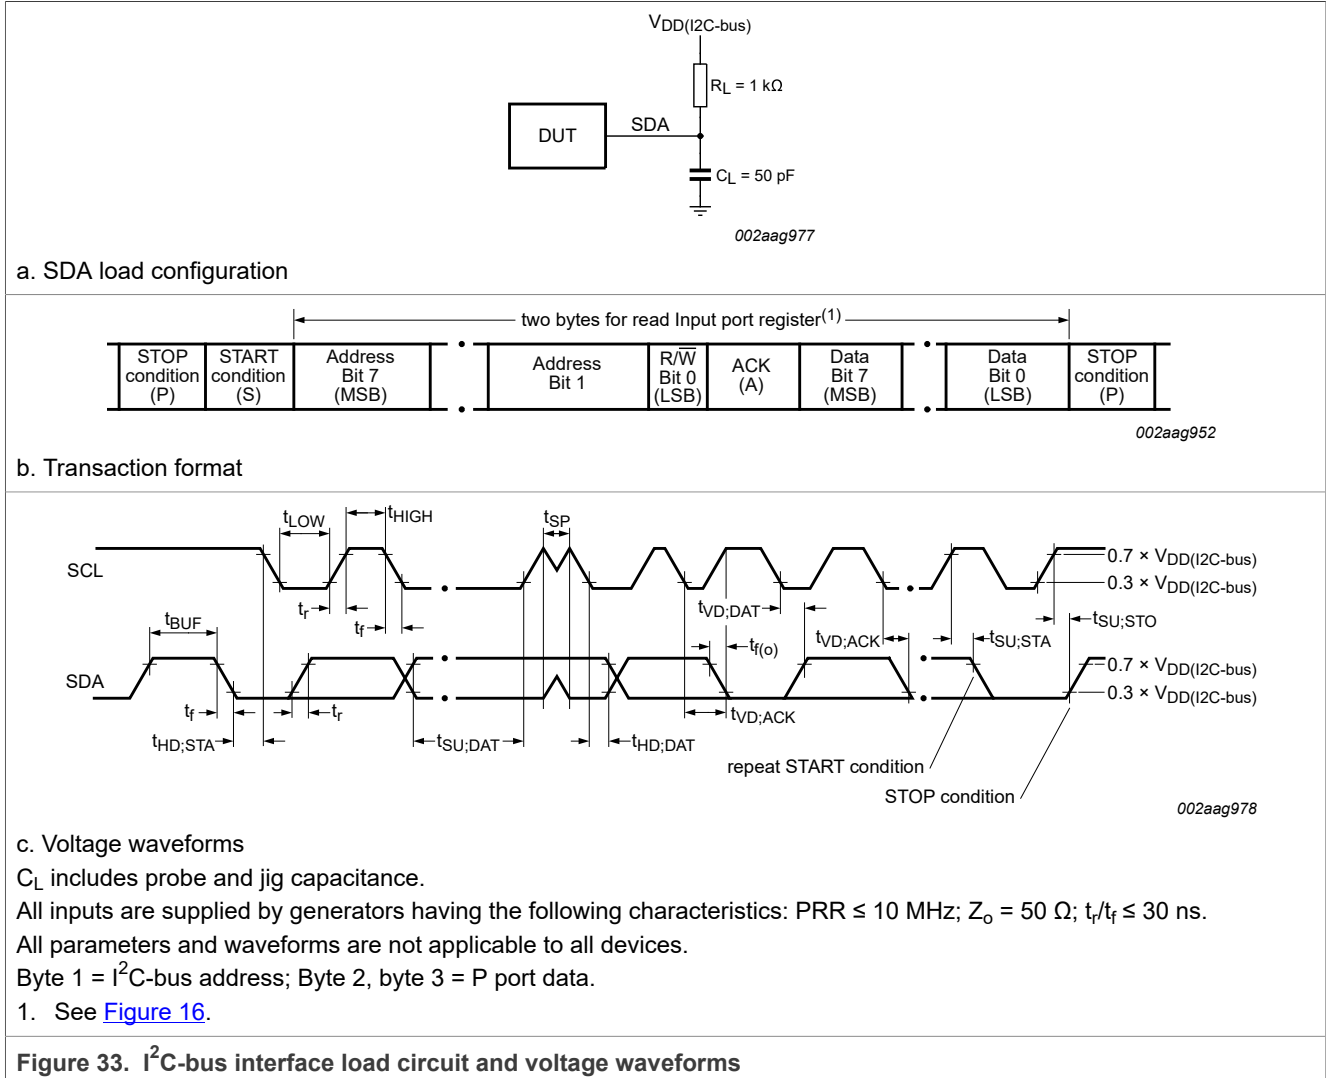 VDD(I2C-bus)
RL = 1 kΩ
DUT
SDA
CL = 50 pF
002aag977
a. SDA load configuration
two bytes for read Input port register(1)
STOP condition (P)
START condition (S)
Address Bit 7 (MSB)
Address Bit 1
R/W̅ Bit 0 (LSB)
ACK (A)
Data Bit 7 (MSB)
Data Bit 0 (LSB)
STOP condition (P)
002aag952
b. Transaction format
tLOW
tHIGH
tSP
SCL
0.7 × VDD(I2C-bus)
0.3 × VDD(I2C-bus)
tr
tf
tBUF
tVD;DAT
tVD;ACK
tf(o)
tSU;STA
tSU;STO
SDA
0.7 × VDD(I2C-bus)
0.3 × VDD(I2C-bus)
tf
tr
tVD;ACK
tHD;STA
tSU;DAT
tHD;DAT
repeat START condition
STOP condition
002aag978
c. Voltage waveforms
CL includes probe and jig capacitance.
All inputs are supplied by generators having the following characteristics: PRR ≤ 10 MHz; Zo = 50 Ω; tr/tf ≤ 30 ns.
All parameters and waveforms are not applicable to all devices.
Byte 1 = I²C-bus address; Byte 2, byte 3 = P port data.
1. See Figure 16.
Figure 33. I²C-bus interface load circuit and voltage waveforms